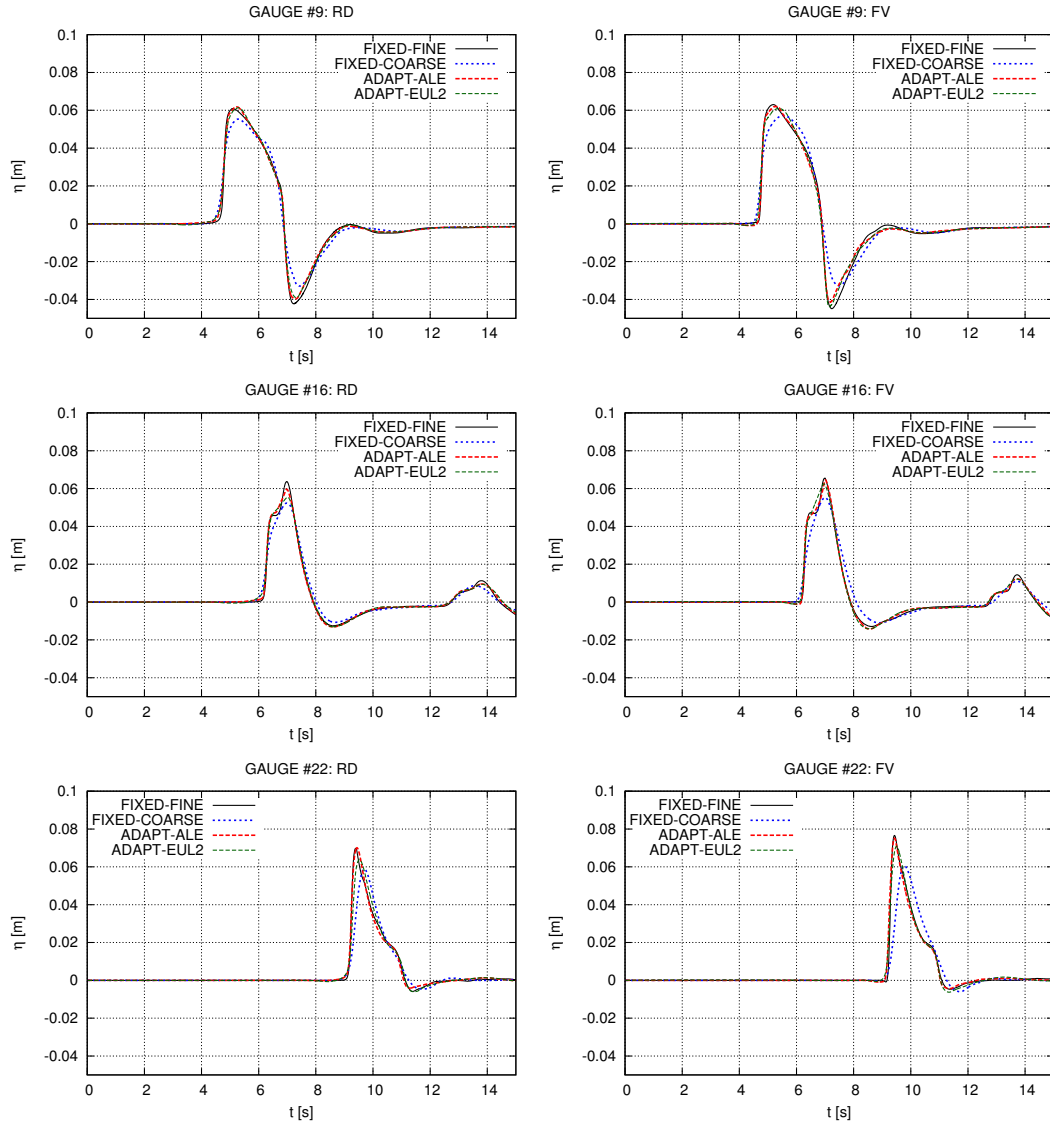 GAUGE #9: RD
0.1
0.08
0.06
0.04
0.02
0
-0.02
-0.04
η [m]
FIXED-FINE
FIXED-COARSE
ADAPT-ALE
ADAPT-EUL2
0 2 4 6 8 10 12 14
t [s]
GAUGE #9: FV
0.1
0.08
0.06
0.04
0.02
0
-0.02
-0.04
η [m]
FIXED-FINE
FIXED-COARSE
ADAPT-ALE
ADAPT-EUL2
0 2 4 6 8 10 12 14
t [s]
GAUGE #16: RD
0.1
0.08
0.06
0.04
0.02
0
-0.02
-0.04
η [m]
FIXED-FINE
FIXED-COARSE
ADAPT-ALE
ADAPT-EUL2
0 2 4 6 8 10 12 14
t [s]
GAUGE #16: FV
0.1
0.08
0.06
0.04
0.02
0
-0.02
-0.04
η [m]
FIXED-FINE
FIXED-COARSE
ADAPT-ALE
ADAPT-EUL2
0 2 4 6 8 10 12 14
t [s]
GAUGE #22: RD
0.1
0.08
0.06
0.04
0.02
0
-0.02
-0.04
η [m]
FIXED-FINE
FIXED-COARSE
ADAPT-ALE
ADAPT-EUL2
0 2 4 6 8 10 12 14
t [s]
GAUGE #22: FV
0.1
0.08
0.06
0.04
0.02
0
-0.02
-0.04
η [m]
FIXED-FINE
FIXED-COARSE
ADAPT-ALE
ADAPT-EUL2
0 2 4 6 8 10 12 14
t [s]